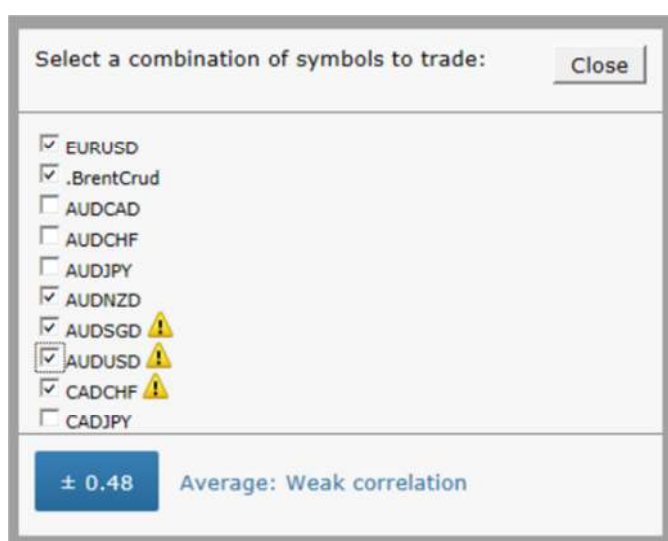 Select a combination of symbols to trade:
Close
EURUSD
.BrentCrud
AUDCAD
AUDCHF
AUDJPY
AUDNZD
AUDSGD
AUDUSD
CADCHF
CADJPY
± 0.48
Average: Weak correlation